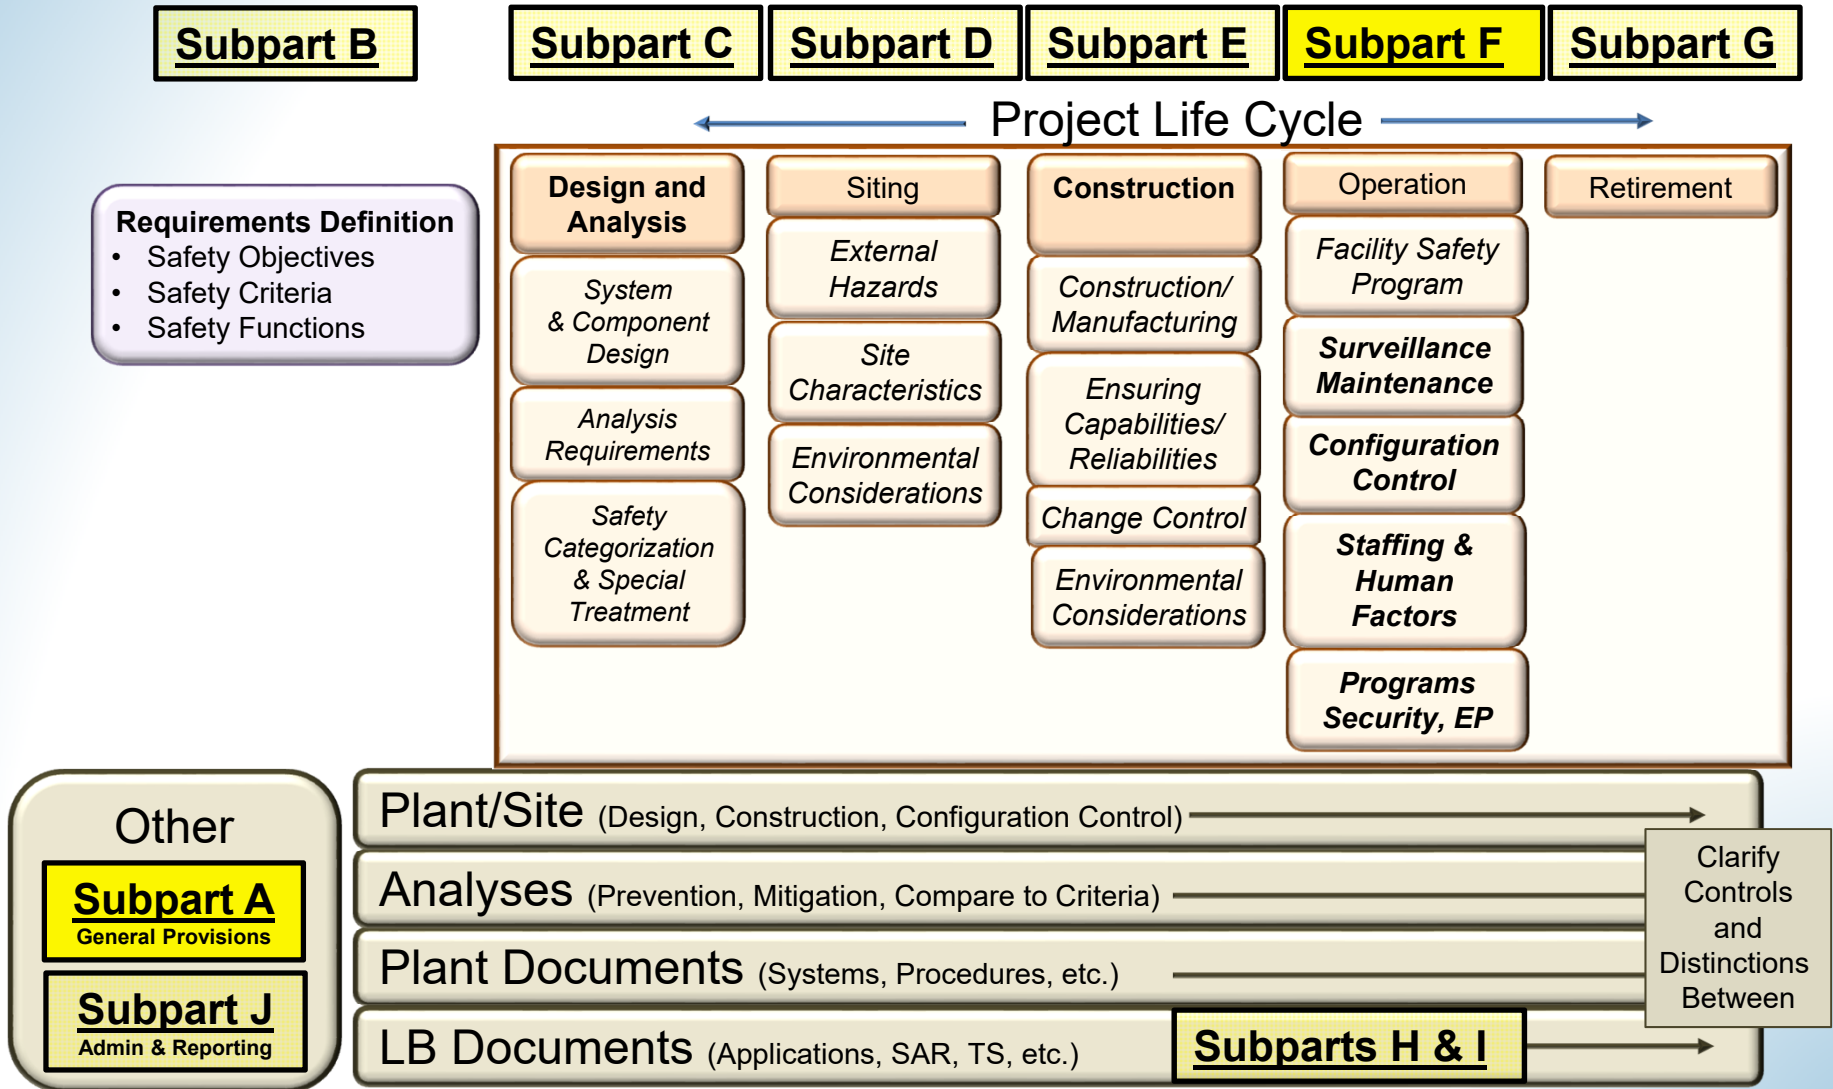 Subpart B
Subpart C
Subpart D
Subpart E
Subpart F
Subpart G
Project Life Cycle
Requirements Definition
• Safety Objectives
• Safety Criteria
• Safety Functions
Design and
Analysis
System
& Component
Design
Analysis
Requirements
Safety
Categorization
& Special
Treatment
Siting
External
Hazards
Site
Characteristics
Environmental
Considerations
Construction
Construction/
Manufacturing
Ensuring
Capabilities/
Reliabilities
Change Control
Environmental
Considerations
Operation
Facility Safety
Program
Surveillance
Maintenance
Configuration
Control
Staffing &
Human
Factors
Programs
Security, EP
Retirement
Other
Subpart A
General Provisions
Subpart J
Admin & Reporting
Plant/Site (Design, Construction, Configuration Control)
Analyses (Prevention, Mitigation, Compare to Criteria)
Plant Documents (Systems, Procedures, etc.)
LB Documents (Applications, SAR, TS, etc.)
Subparts H & I
Clarify
Controls
and
Distinctions
Between